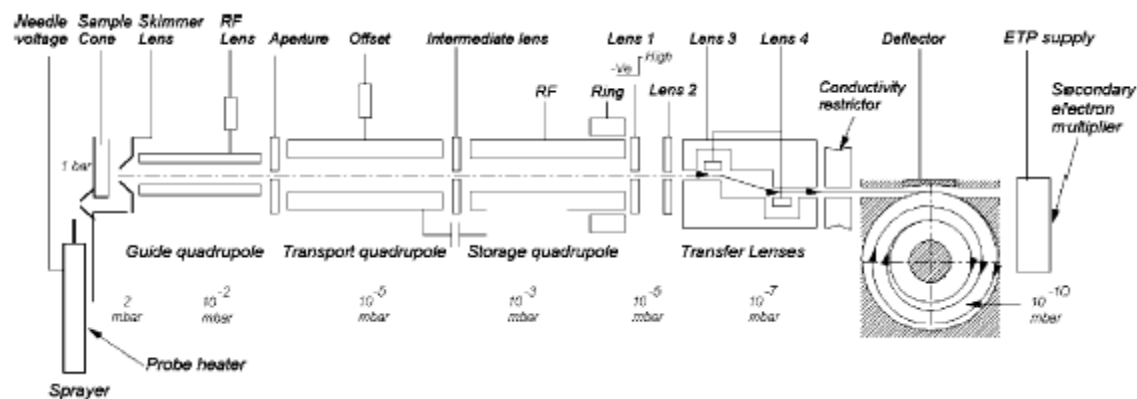 Needle voltage
Sample Cone
Skimmer Lens
RF Lens
Aperture
Offset
Intermediate lens
Lens 1
-Ve
High
Lens 3
Lens 4
Deflector
ETP supply
RF
Ring
Lens 2
Conductivity restrictor
Secondary electron multiplier
1 bar
Guide quadrupole
Transport quadrupole
Storage quadrupole
Transfer Lenses
2 mbar
10-2 mbar
10-5 mbar
10-3 mbar
10-6 mbar
10-7 mbar
10-10 mbar
Probe heater
Sprayer